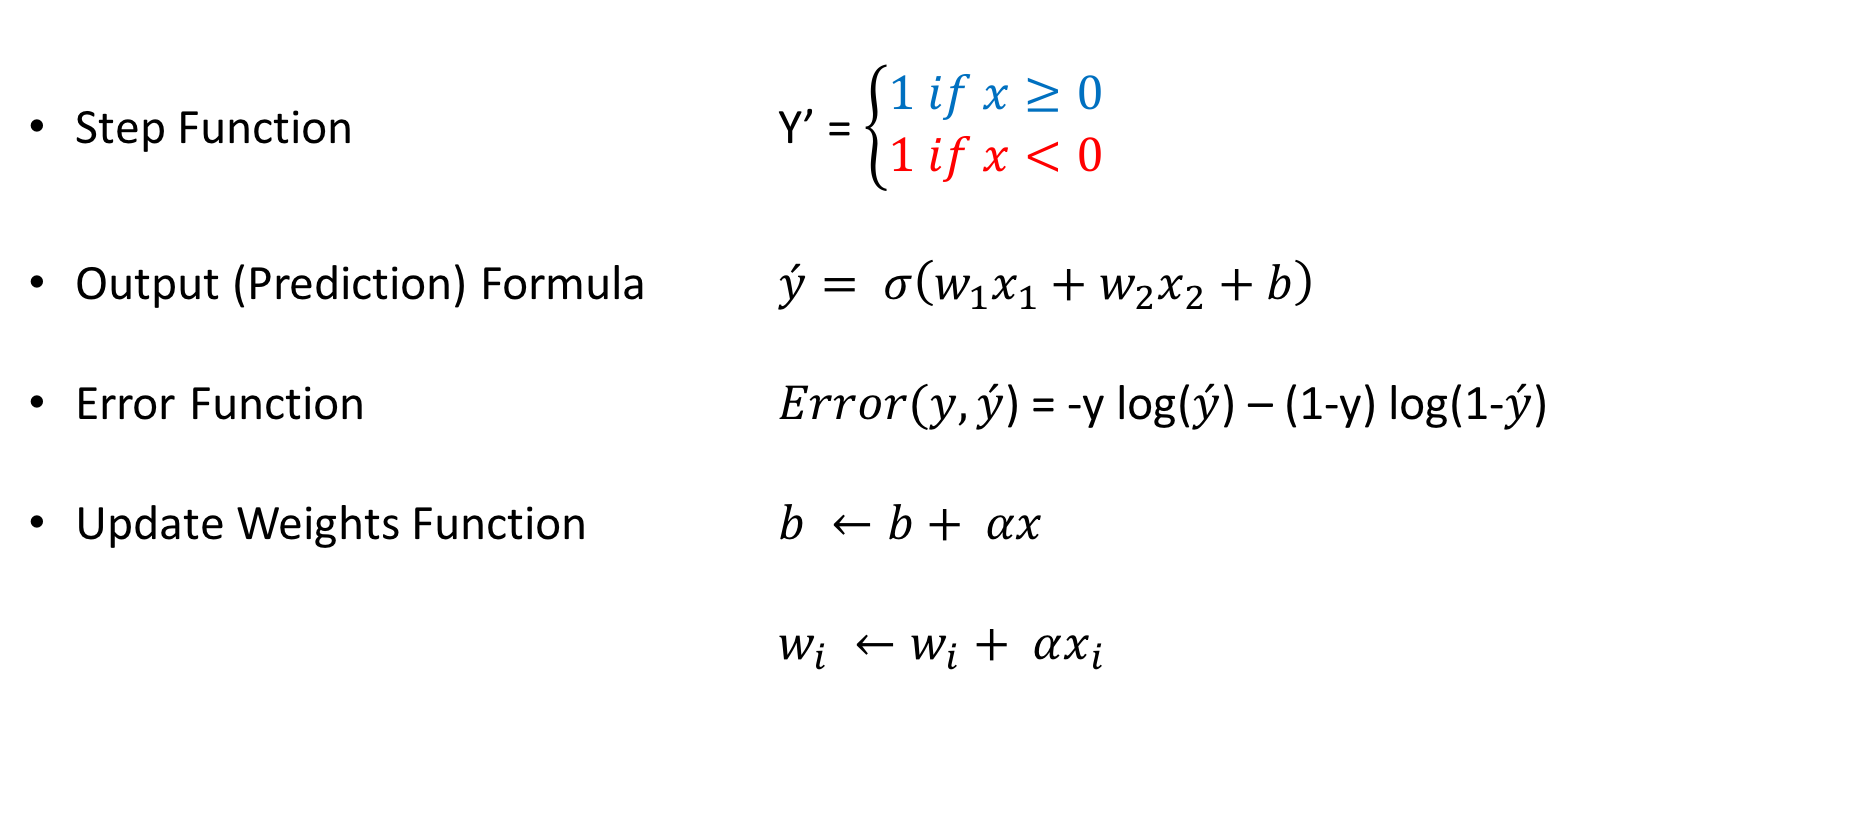 • Step Function Y’ = {1 if x ≥ 0
1 if x < 0
• Output (Prediction) Formula ý = σ(w₁x₁ + w₂x₂ + b)
• Error Function Error(y, ý) = -y log(ý) – (1-y) log(1-ý)
• Update Weights Function b ← b + αx
wᵢ ← wᵢ + αxᵢ